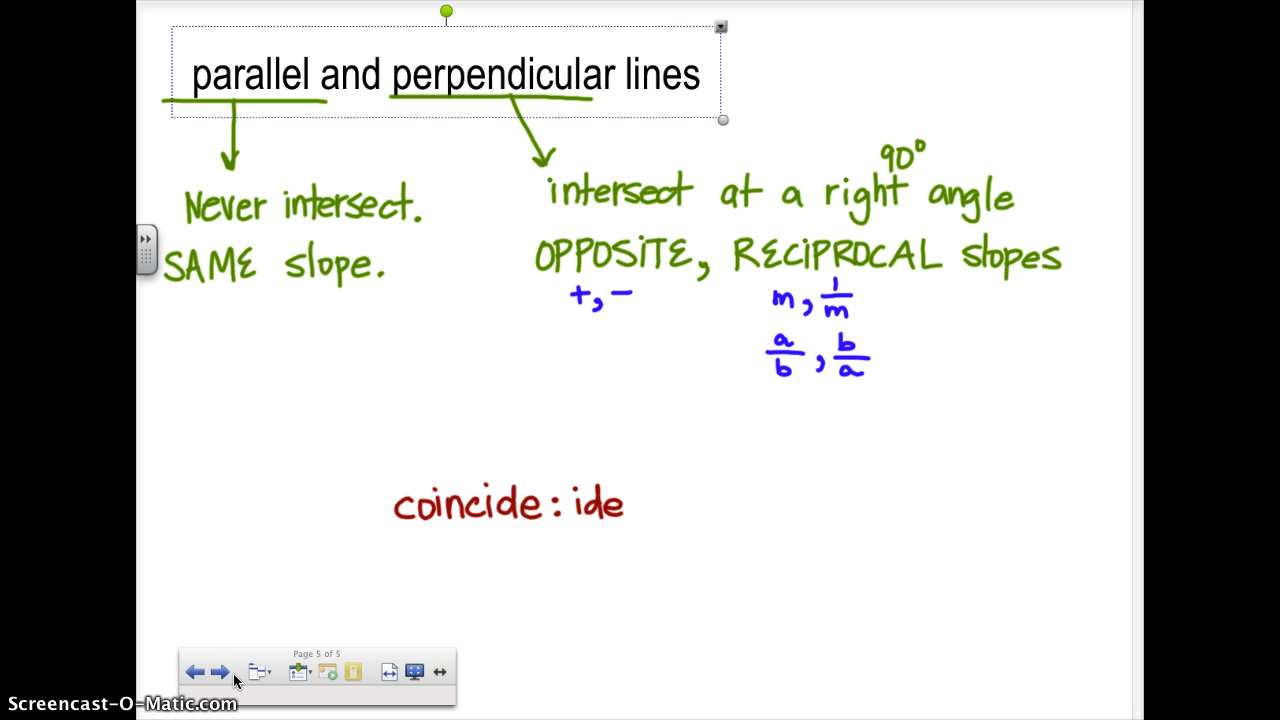 parallel and perpendicular lines
90°
Never intersect.
intersect at a right angle
SAME slope.
OPPOSITE, RECIPROCAL slopes
+, −
m, 1/m
a/b, b/a
coincide: ide
Page 5 of 5
Screencast-O-Matic.com